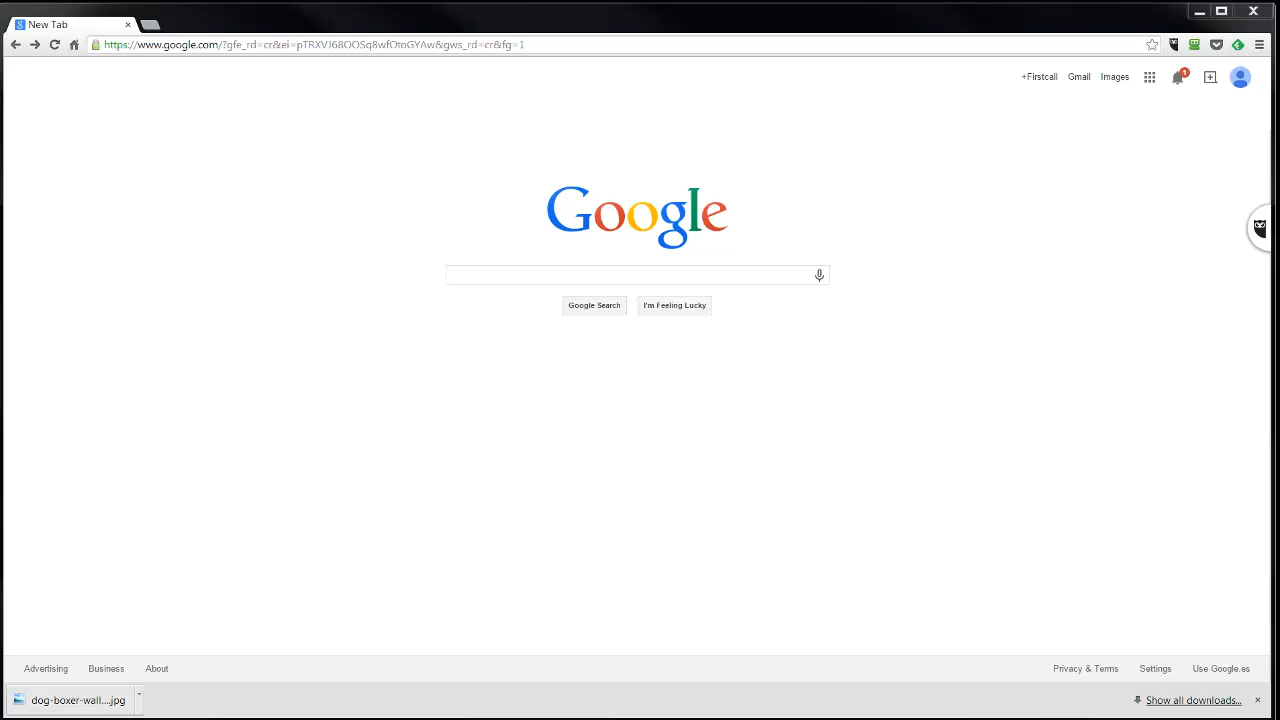 New Tab
https://www.google.com/?gfe_rd=cr&ei=pTRXVJ68OOSq8wfOtoGYAw&gws_rd=cr&fg=1
+Firstcall Gmail Images 1
Google
Google Search I'm Feeling Lucky
Advertising Business About Privacy & Terms Settings Use Google.es
dog-boxer-wall....jpg Show all downloads...